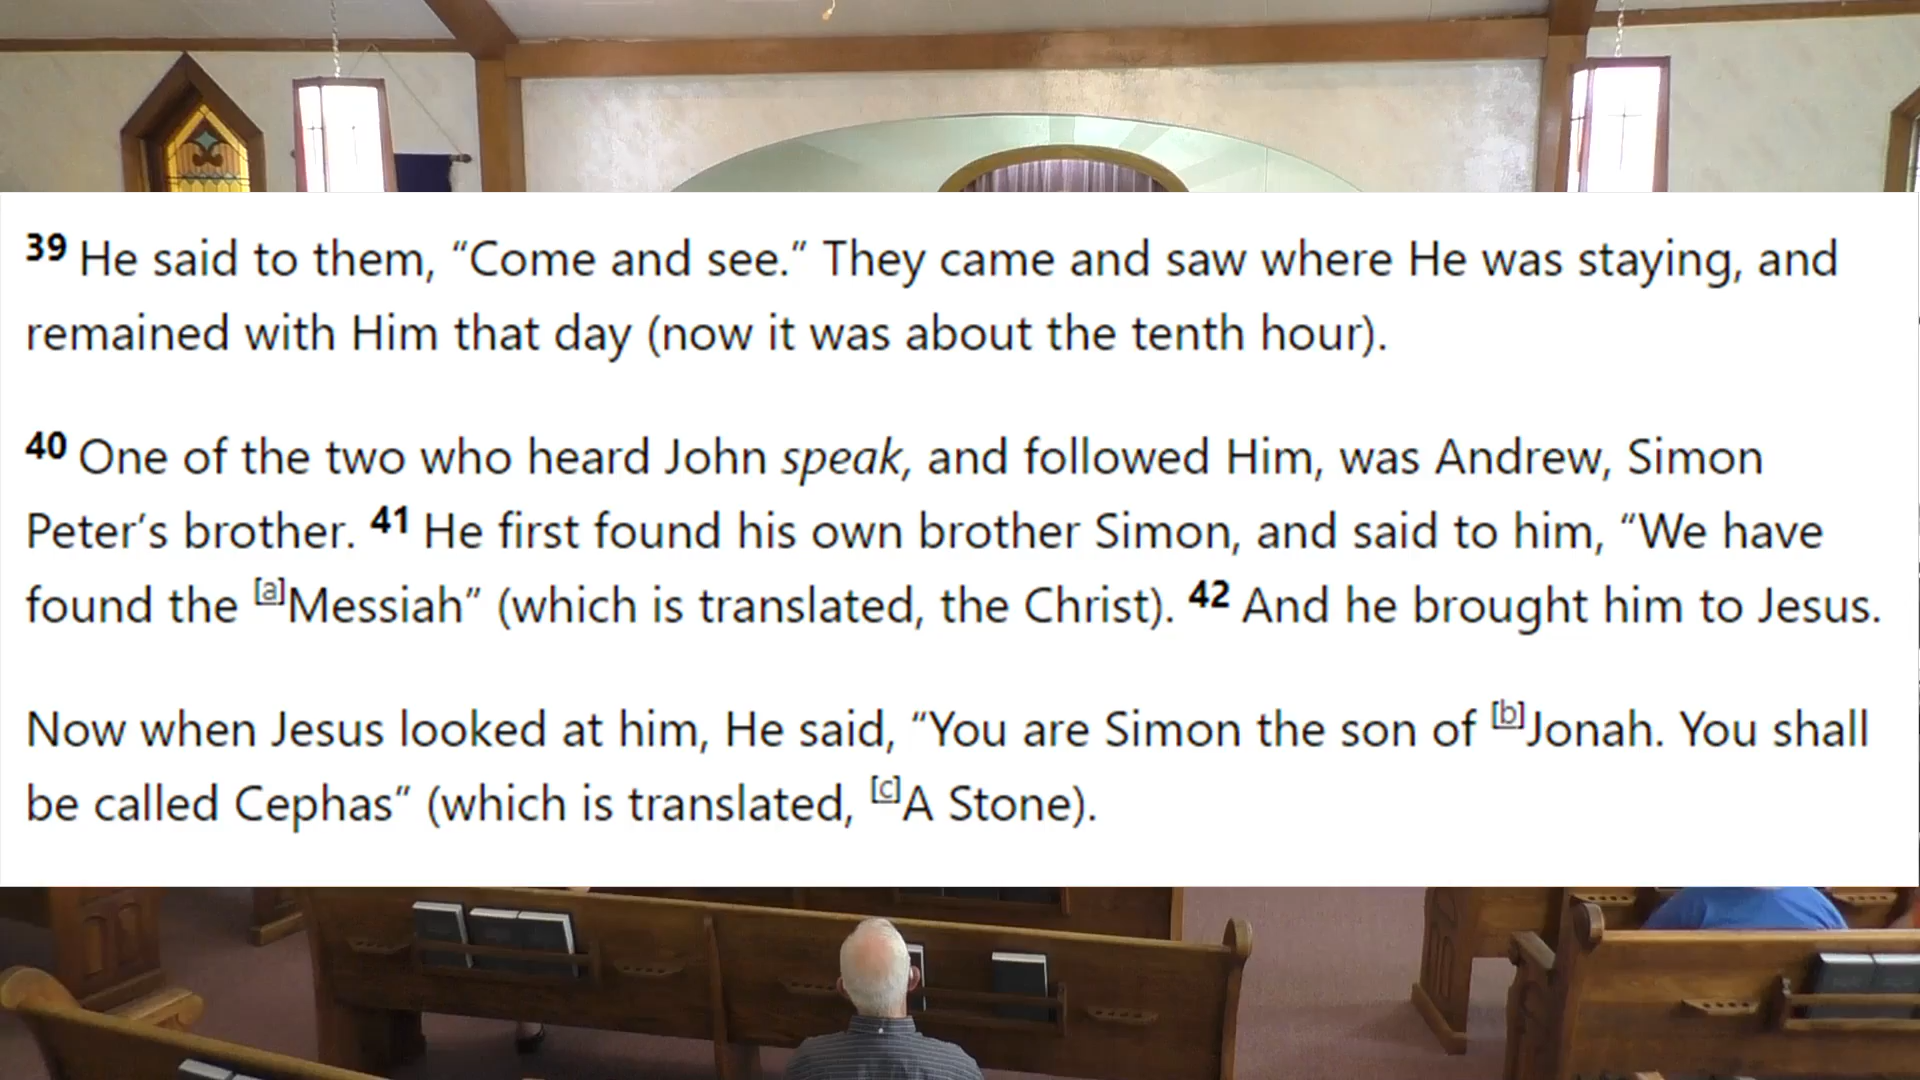 39 He said to them, “Come and see.” They came and saw where He was staying, and
remained with Him that day (now it was about the tenth hour).
40 One of the two who heard John speak, and followed Him, was Andrew, Simon
Peter’s brother. 41 He first found his own brother Simon, and said to him, “We have
found the [a]Messiah” (which is translated, the Christ). 42 And he brought him to Jesus.
Now when Jesus looked at him, He said, “You are Simon the son of [b]Jonah. You shall
be called Cephas” (which is translated, [c]A Stone).